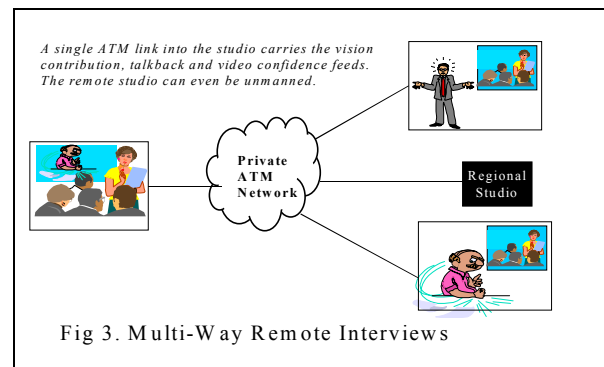 A single ATM link into the studio carries the vision
contribution, talkback and video confidence feeds.
The remote studio can even be unmanned.
Private
ATM
Network
Regional
Studio
Fig 3. Multi-Way Remote Interviews